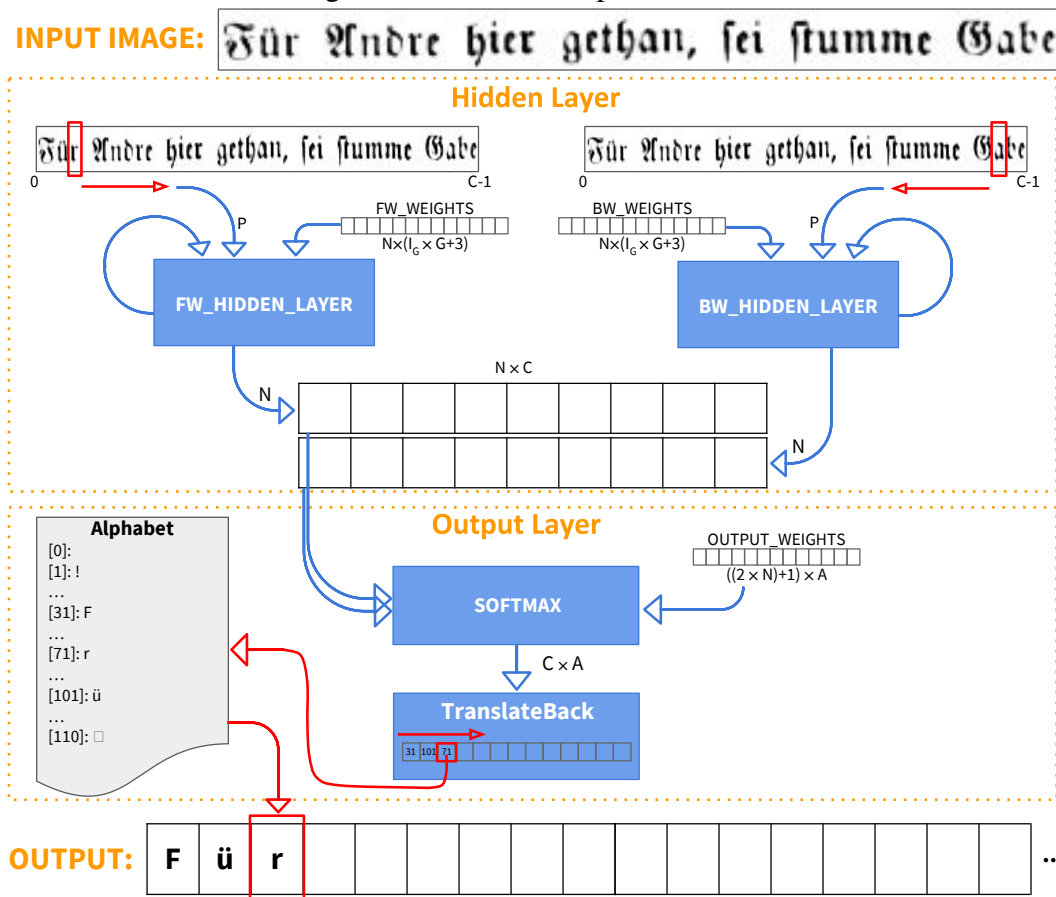 INPUT IMAGE: Für Andre hier gethan, ſei ſtumme Gabe
Hidden Layer
Für Andre hier gethan, ſei ſtumme Gabe
0 C-1
Für Andre hier gethan, ſei ſtumme Gabe
0 C-1
P
FW_WEIGHTS
N×(I_G × G+3)
BW_WEIGHTS
N×(I_G × G+3)
P
FW_HIDDEN_LAYER
BW_HIDDEN_LAYER
N × C
N
N
Output Layer
Alphabet
[0]:
[1]: !
...
[31]: F
...
[71]: r
...
[101]: ü
...
[110]: □
OUTPUT_WEIGHTS
((2 × N)+1) × A
SOFTMAX
C × A
TranslateBack
31 101 71
OUTPUT: F ü r ..